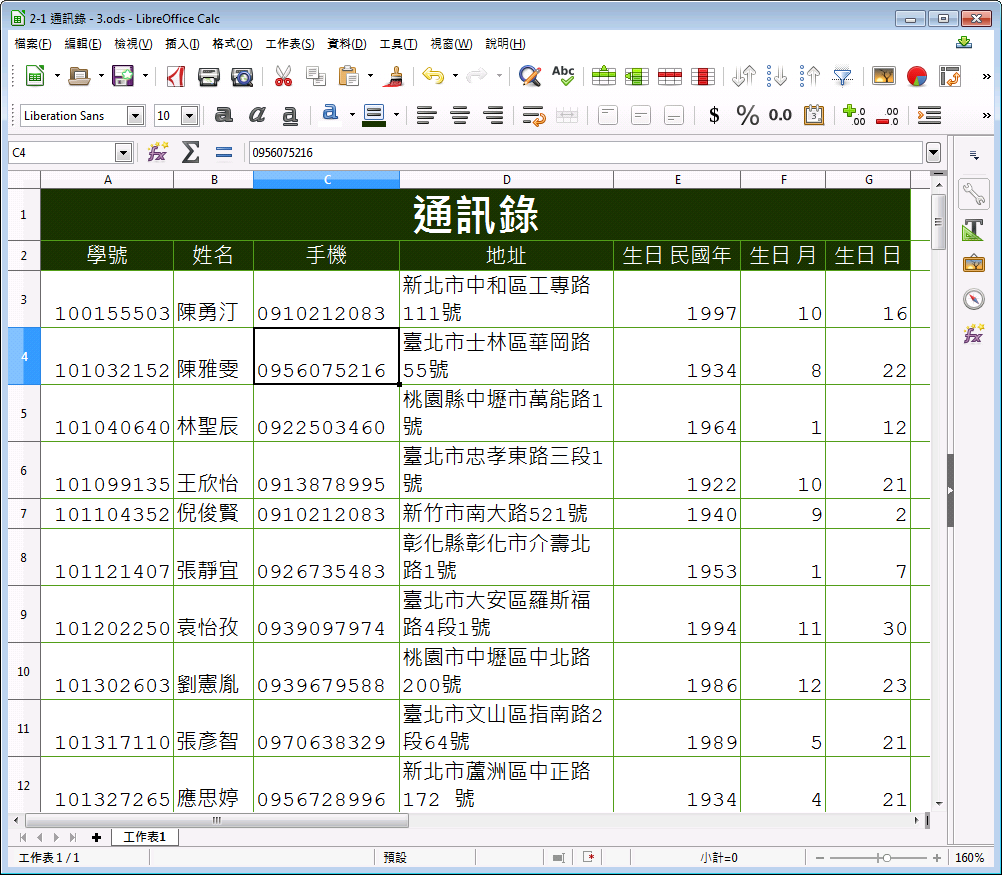 2-1 通訊錄 - 3.ods - LibreOffice Calc
檔案(F) 編輯(E) 檢視(V) 插入(I) 格式(O) 工作表(S) 資料(D) 工具(T) 視窗(W) 說明(H)
Abc
Liberation Sans 10 a a a a $ % 0.0 3 .00 .00
C4 fx Σ = 0956075216
A B C D E F G
1 通訊錄
2 學號 姓名 手機 地址 生日 民國年 生日 月 生日 日
3 100155503 陳勇汀 0910212083 新北市中和區工專路
111號 1997 10 16
4 101032152 陳雅雯 0956075216 臺北市士林區華岡路
55號 1934 8 22
5 101040640 林聖辰 0922503460 桃園縣中壢市萬能路1
號 1964 1 12
6 101099135 王欣怡 0913878995 臺北市忠孝東路三段1
號 1922 10 21
7 101104352 倪俊賢 0910212083 新竹市南大路521號 1940 9 2
8 101121407 張靜宜 0926735483 彰化縣彰化市介壽北
路1號 1953 1 7
9 101202250 袁怡孜 0939097974 臺北市大安區羅斯福
路4段1號 1994 11 30
10 101302603 劉憲胤 0939679588 桃園市中壢區中北路
200號 1986 12 23
11 101317110 張彥智 0970638329 臺北市文山區指南路2
段64號 1989 5 21
12 101327265 應思婷 0956728996 新北市蘆洲區中正路
172 號 1934 4 21
工作表1
工作表 1 / 1 預設 小計=0 160%